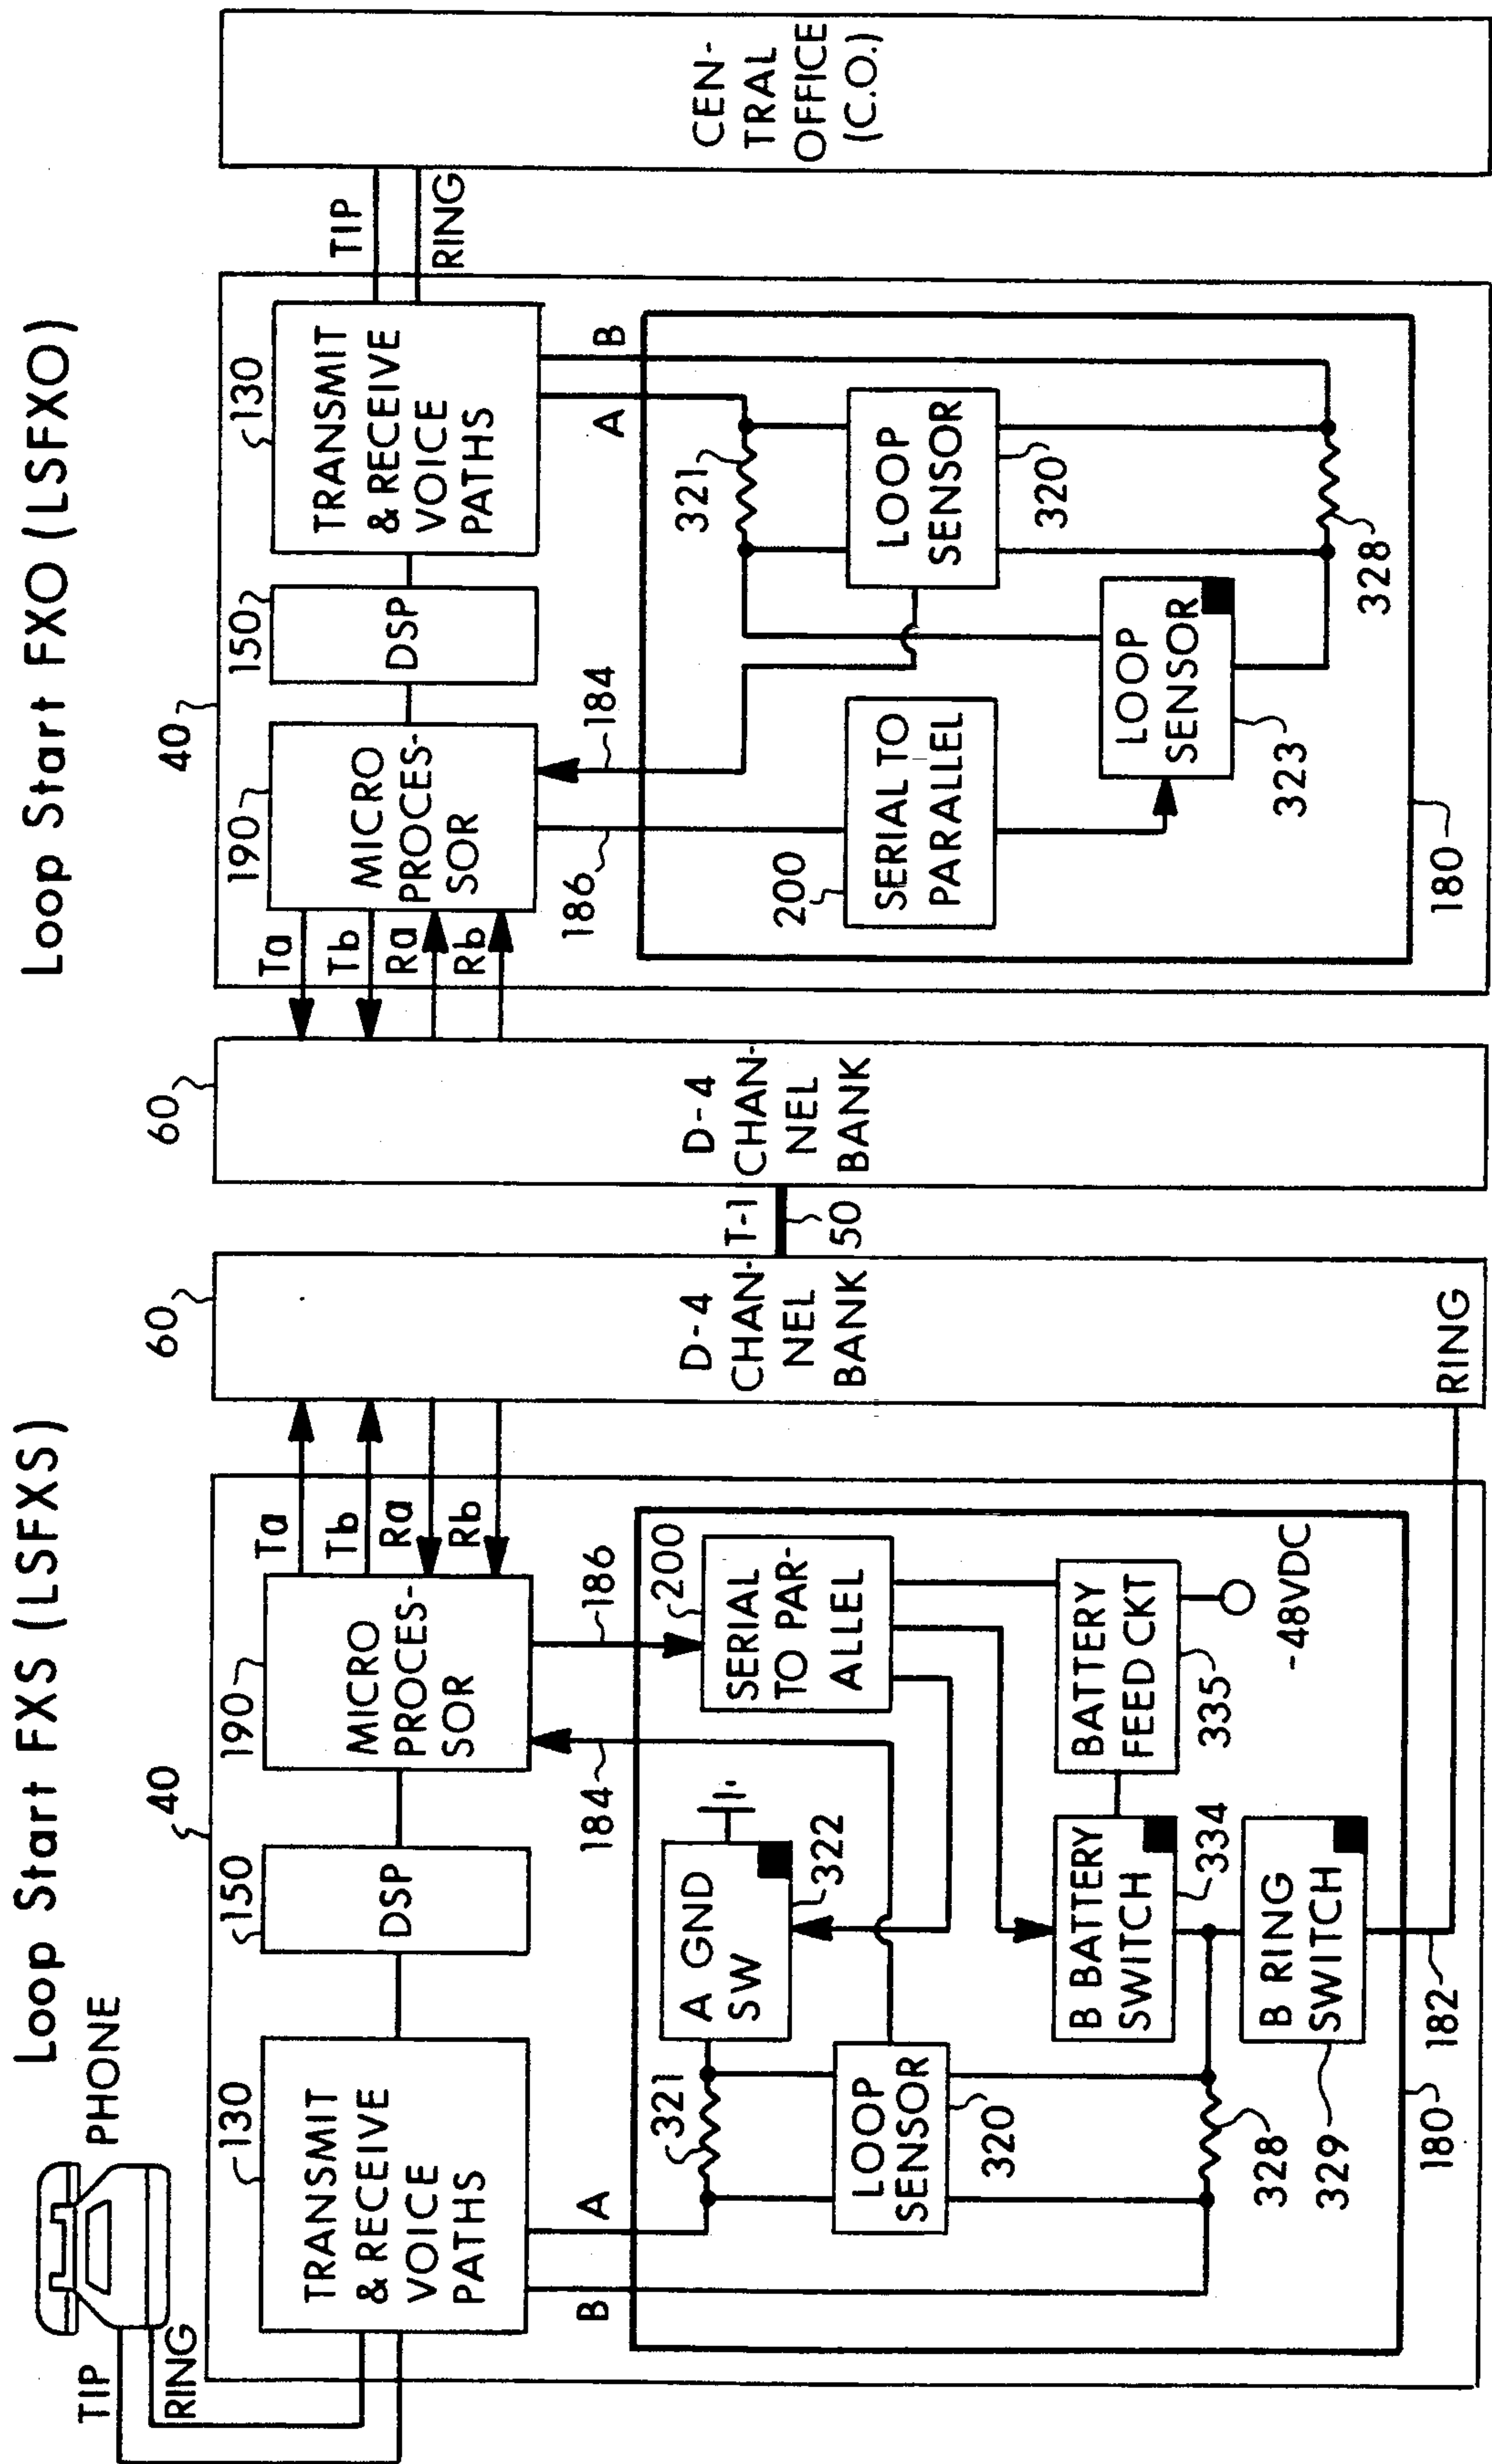 Loop Start FXS (LSFXS)
Loop Start FXO (LSFXO)
PHONE
TIP
RING
40
130
TRANSMIT
& RECEIVE
VOICE
PATHS
150
DSP
190
MICRO
PROCES-
SOR
Ta
Tb
Ra
Rb
B
A
184
186
321
A GND
SW
322
LOOP
SENSOR
320
200
SERIAL
TO PAR-
ALLEL
BATTERY
FEED CKT
335
-48VDC
B BATTERY
SWITCH
334
328
B RING
SWITCH
329
182
180
60
D-4
CHAN-
NEL
BANK
RING
T-1
50
60
D-4
CHAN-
NEL
BANK
40
Ta
Tb
Ra
Rb
190
MICRO
PROCES-
SOR
150
DSP
130
TRANSMIT
& RECEIVE
VOICE
PATHS
TIP
RING
186
184
A
B
200
SERIAL TO
PARALLEL
321
LOOP
SENSOR
320
LOOP
SENSOR
323
328
180
CEN-
TRAL
OFFICE
(C.O.)